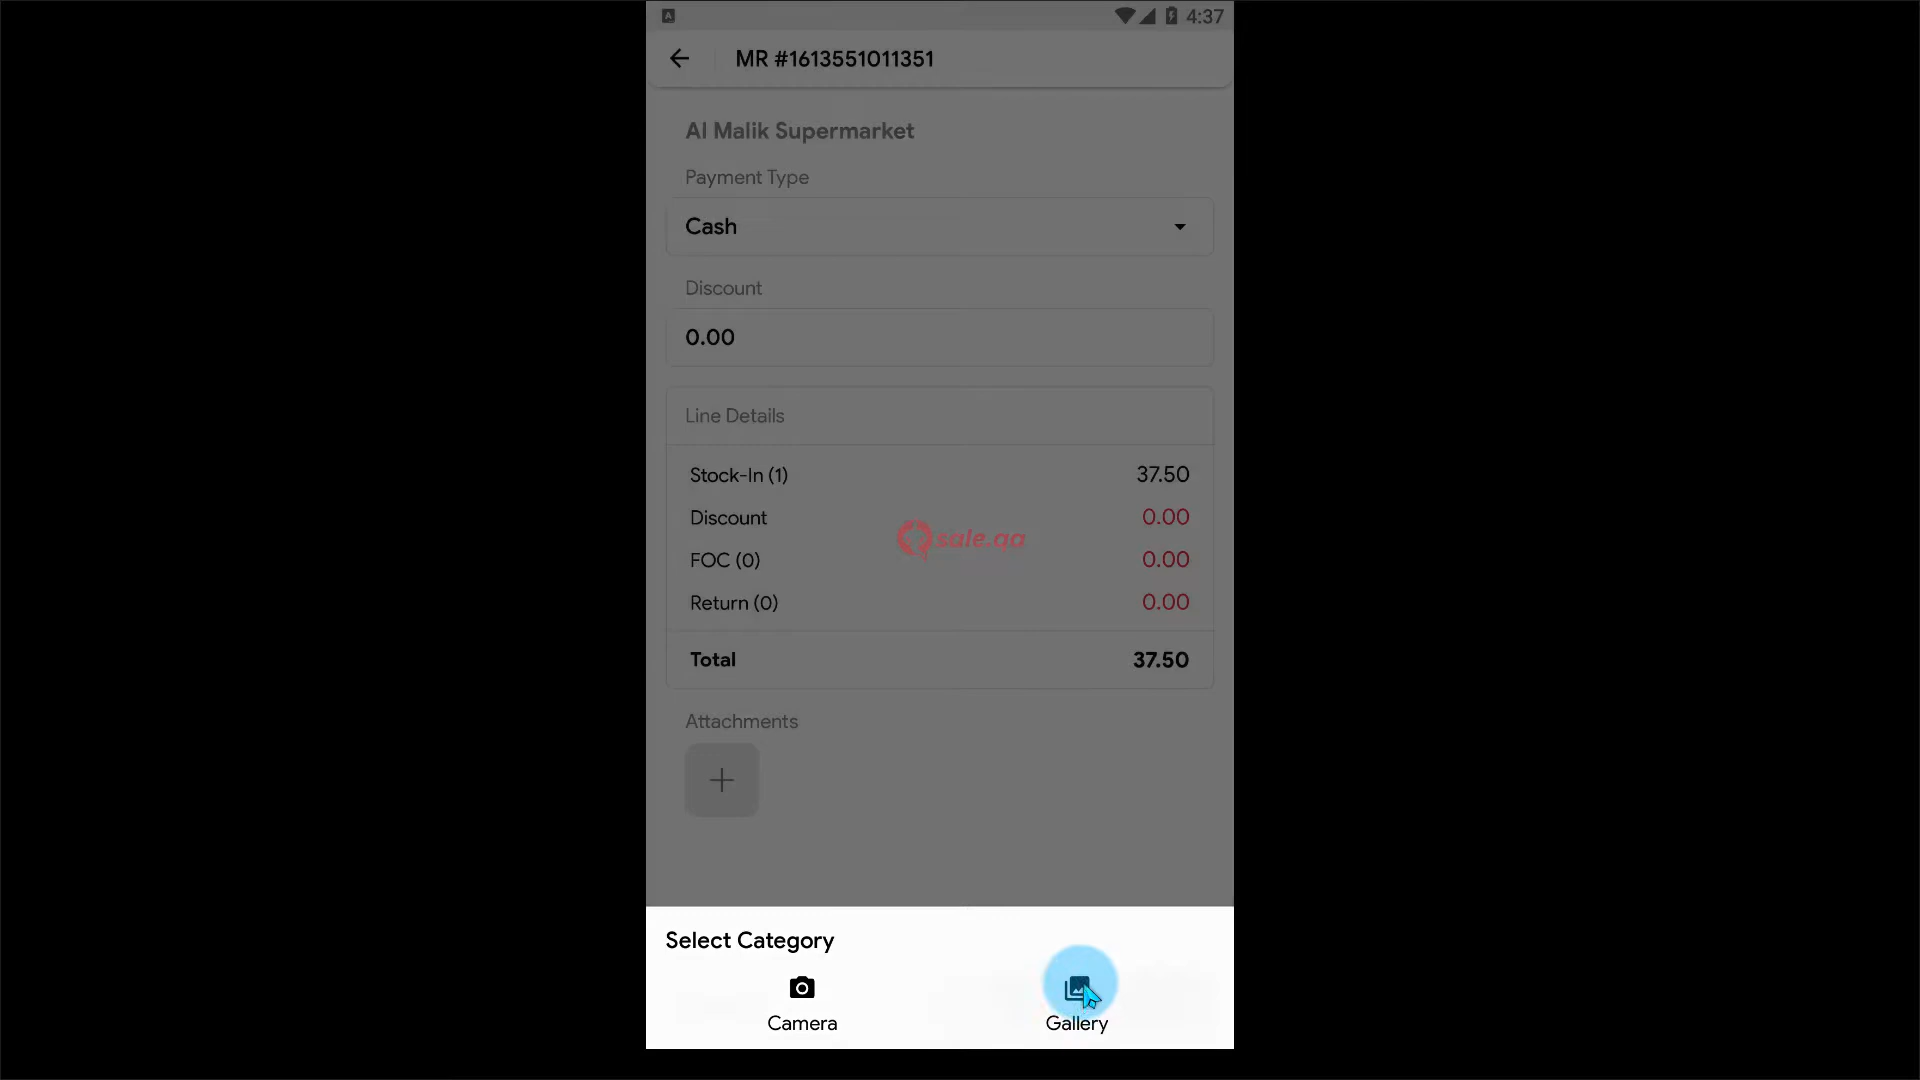 4:37
MR #1613551011351
Al Malik Supermarket
Payment Type
Cash
Discount
0.00
Line Details
Stock-In (1) 37.50
Discount 0.00
sale.qa
FOC (0) 0.00
Return (0) 0.00
Total 37.50
Attachments
Select Category
Camera
Gallery